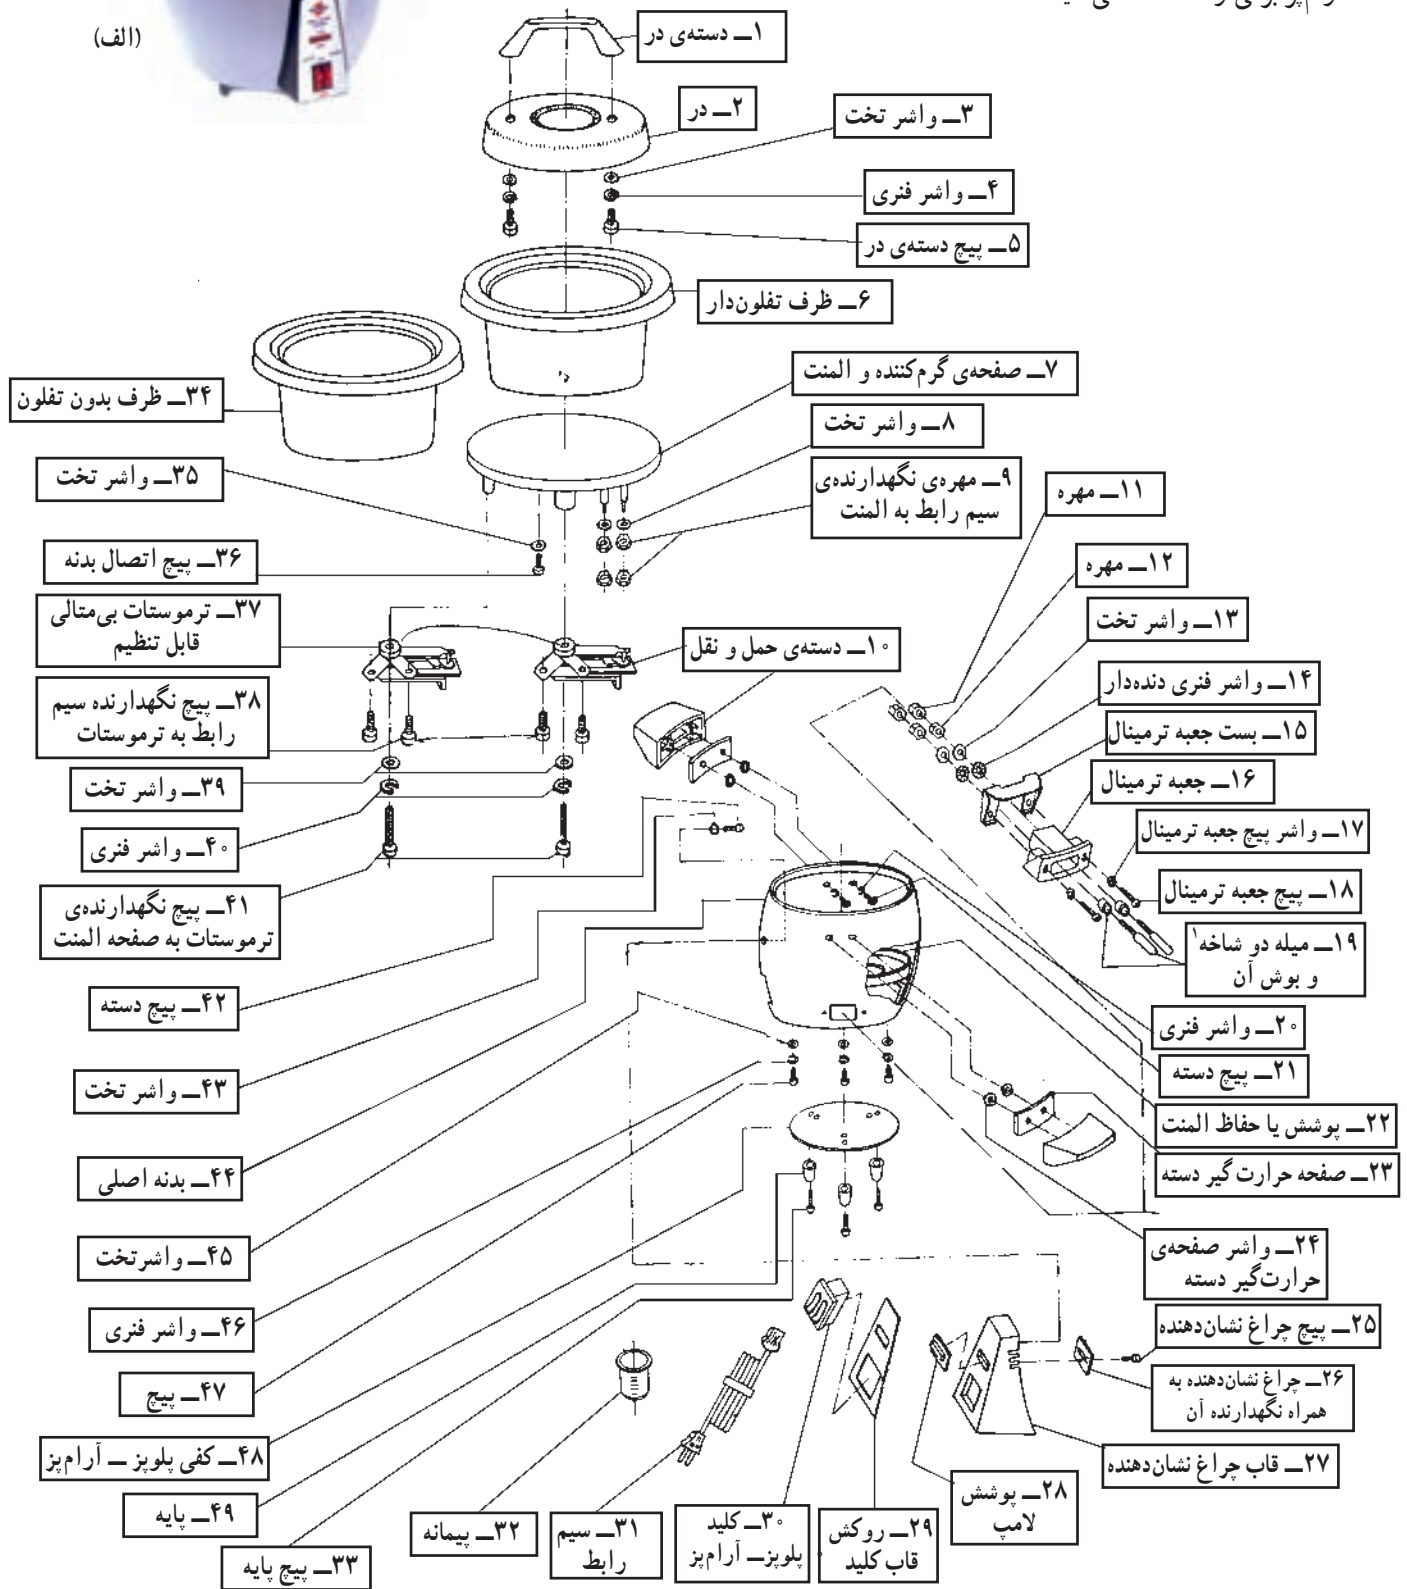 (الف)
۱ــ دسته‌ی در
۲ــ در
۳ــ واشر تخت
۴ــ واشر فنری
۵ــ پیچ دسته‌ی در
۶ــ ظرف تفلون‌دار
۷ــ صفحه‌ی گرم‌کننده و المنت
۸ــ واشر تخت
۹ــ مهره‌ی نگهدارنده‌ی
سیم رابط به المنت
۱۰ــ دسته‌ی حمل و نقل
۱۱ــ مهره
۱۲ــ مهره
۱۳ــ واشر تخت
۱۴ــ واشر فنری دنده‌دار
۱۵ــ بست جعبه ترمینال
۱۶ــ جعبه ترمینال
۱۷ــ واشر پیچ جعبه ترمینال
۱۸ــ پیچ جعبه ترمینال
۱۹ــ میله دو شاخه۱
و بوش آن
۲۰ــ واشر فنری
۲۱ــ پیچ دسته
۲۲ــ پوشش یا حفاظ المنت
۲۳ــ صفحه حرارت گیر دسته
۲۴ــ واشر صفحه‌ی
حرارت‌گیر دسته
۲۵ــ پیچ چراغ نشان‌دهنده
۲۶ــ چراغ نشان‌دهنده به
همراه نگهدارنده آن
۲۷ــ قاب چراغ نشان‌دهنده
۲۸ــ پوشش
لامپ
۲۹ــ روکش
قاب کلید
۳۰ــ کلید
پلوپز ــ آرام‌پز
۳۱ــ سیم
رابط
۳۲ــ پیمانه
۳۳ــ پیچ پایه
۳۴ــ ظرف بدون تفلون
۳۵ــ واشر تخت
۳۶ــ پیچ اتصال بدنه
۳۷ــ ترموستات بی‌متالی
قابل تنظیم
۳۸ــ پیچ نگهدارنده سیم
رابط به ترموستات
۳۹ــ واشر تخت
۴۰ــ واشر فنری
۴۱ــ پیچ نگهدارنده‌ی
ترموستات به صفحه المنت
۴۲ــ پیچ دسته
۴۳ــ واشر تخت
۴۴ــ بدنه اصلی
۴۵ــ واشرتخت
۴۶ــ واشر فنری
۴۷ــ پیچ
۴۸ــ کفی پلوپز ــ آرام‌پز
۴۹ــ پایه